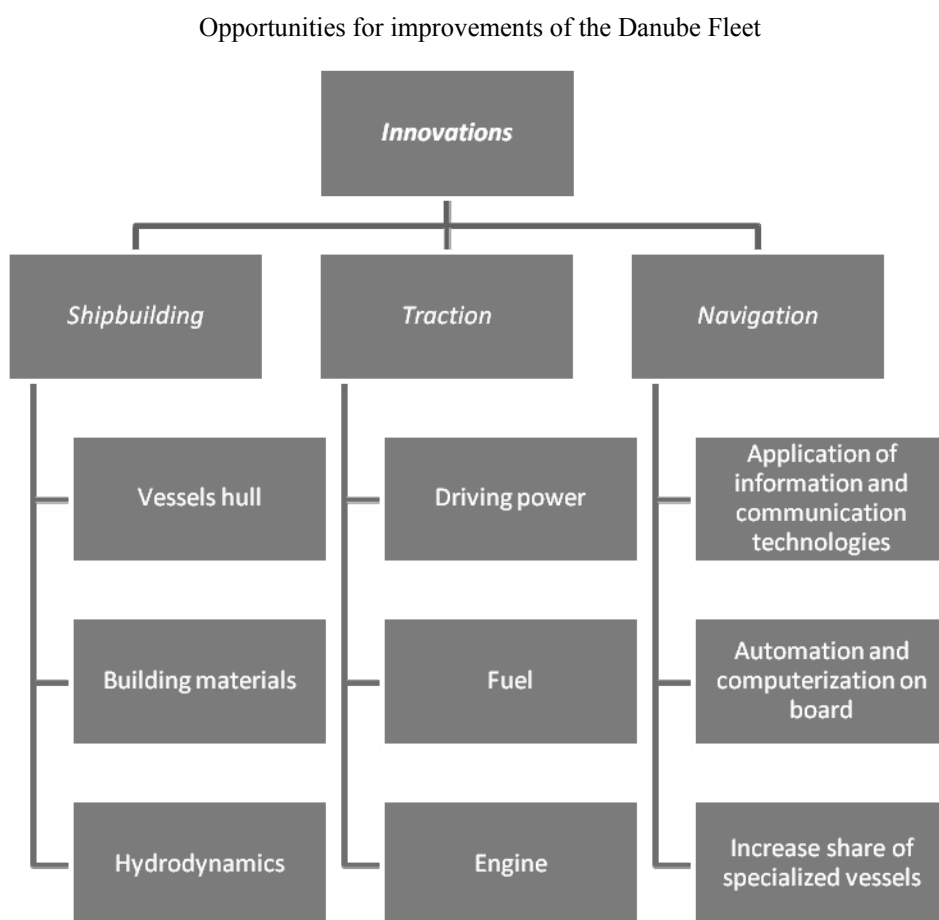 Opportunities for improvements of the Danube Fleet
Innovations
Shipbuilding
Traction
Navigation
Vessels hull
Driving power
Application of
information and
communication
technologies
Building materials
Fuel
Automation and
computerization on
board
Hydrodynamics
Engine
Increase share of
specialized vessels